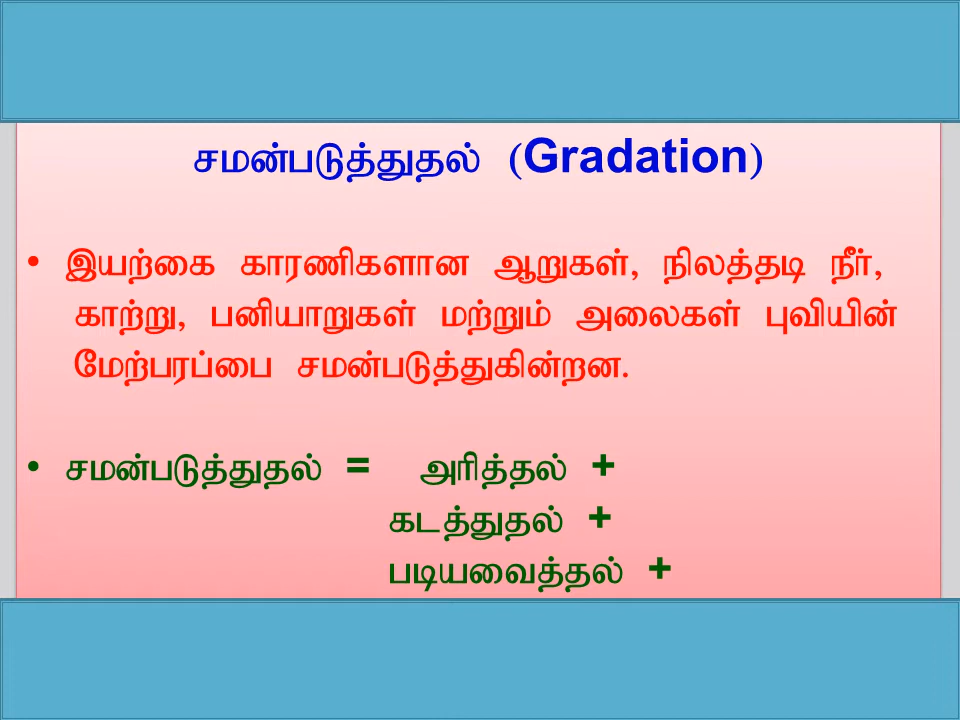 சமன்படுத்துதல் (Gradation)
• இயற்கை காரணிகளான ஆறுகள், நிலத்தடி நீர்,
காற்று, பனியாறுகள் மற்றும் அலைகள் புவியின்
மேற்பரப்பை சமன்படுத்துகின்றன.
• சமன்படுத்துதல் = அரித்தல் +
கடத்துதல் +
படியவைத்தல் +